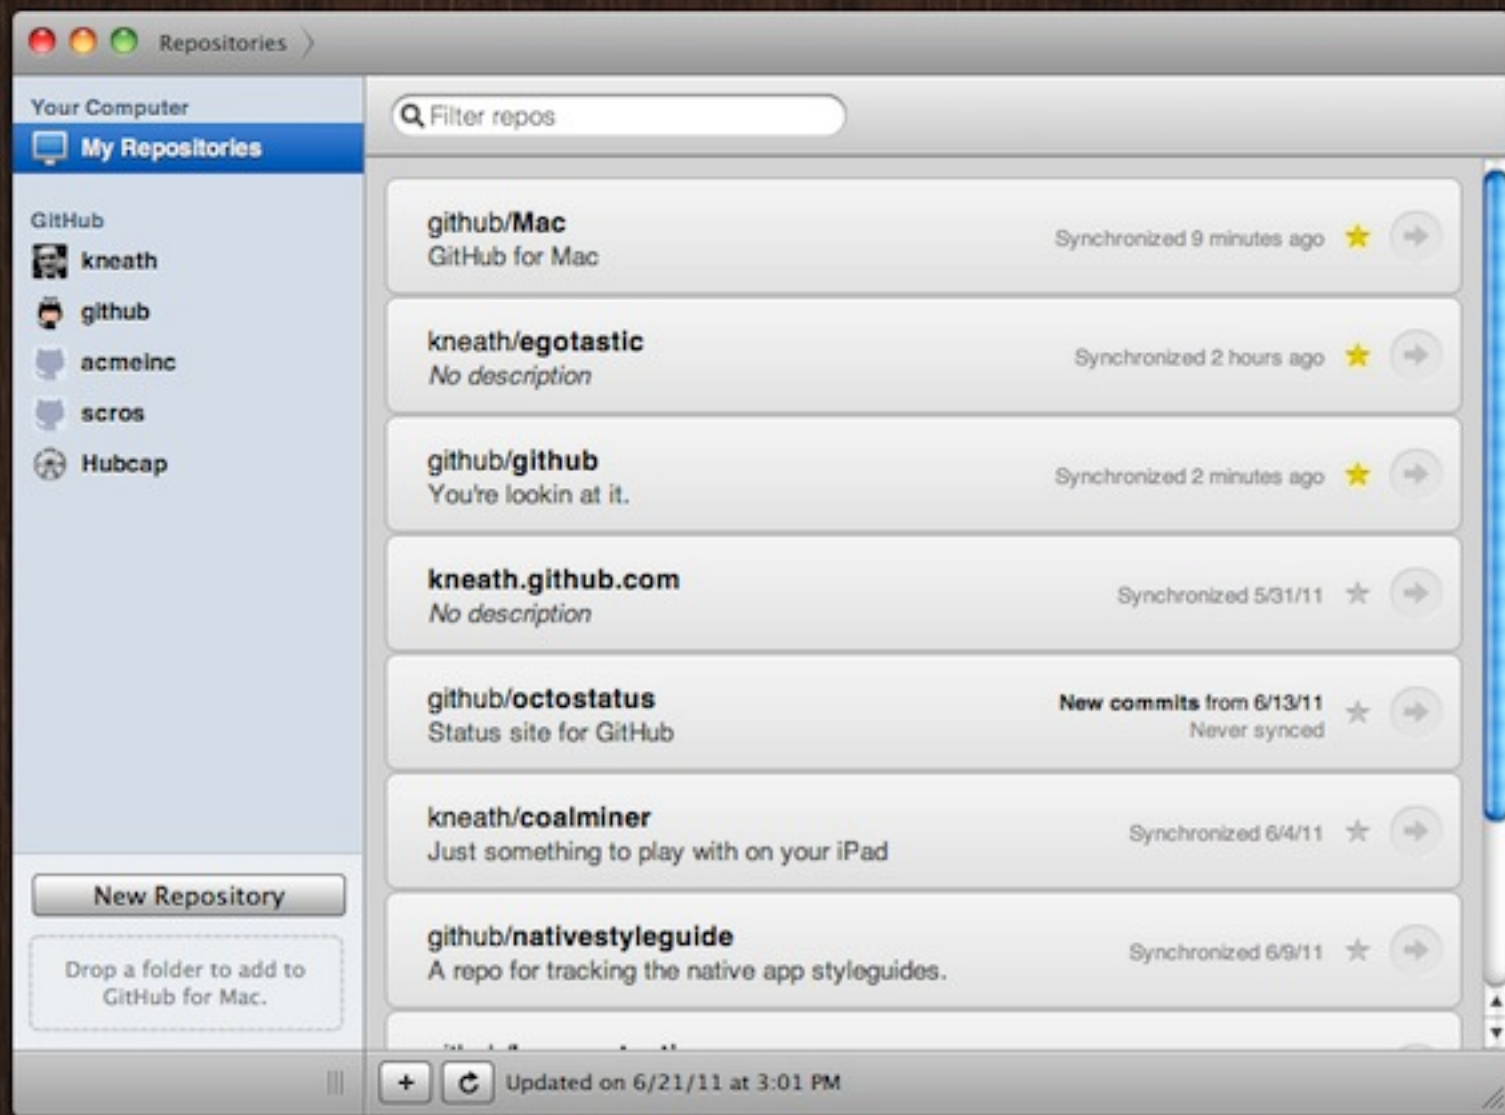 Repositories
Your Computer
My Repositories
GitHub
kneath
github
acmeinc
scros
Hubcap
New Repository
Drop a folder to add to
GitHub for Mac.
Filter repos
github/Mac
GitHub for Mac
Synchronized 9 minutes ago
kneath/egotastic
No description
Synchronized 2 hours ago
github/github
You're lookin at it.
Synchronized 2 minutes ago
kneath.github.com
No description
Synchronized 5/31/11
github/octostatus
Status site for GitHub
New commits from 6/13/11
Never synced
kneath/coalminer
Just something to play with on your iPad
Synchronized 6/4/11
github/nativestyleguide
A repo for tracking the native app styleguides.
Synchronized 6/9/11
Updated on 6/21/11 at 3:01 PM